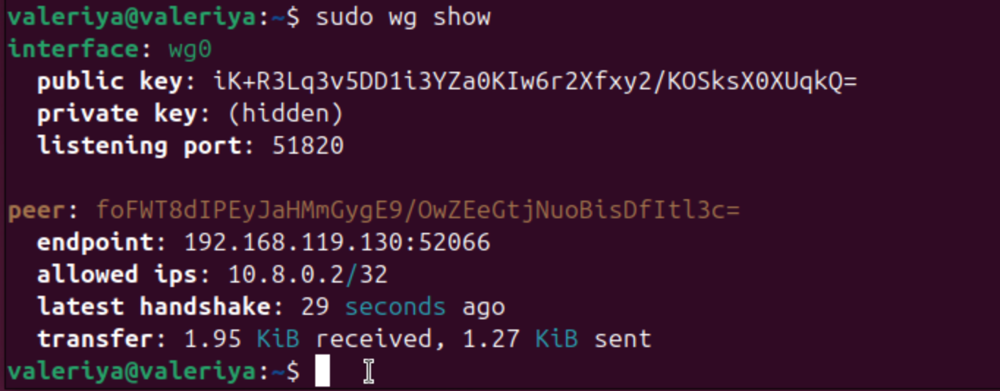 valeriya@valeriya:~$ sudo wg show
interface: wg0
  public key: iK+R3Lq3v5DD1i3YZa0KIw6r2Xfxy2/KOSksX0XUqkQ=
  private key: (hidden)
  listening port: 51820

peer: foFWT8dIPEyJaHMmGygE9/OwZEeGtjNuoBisDfItl3c=
  endpoint: 192.168.119.130:52066
  allowed ips: 10.8.0.2/32
  latest handshake: 29 seconds ago
  transfer: 1.95 KiB received, 1.27 KiB sent
valeriya@valeriya:~$